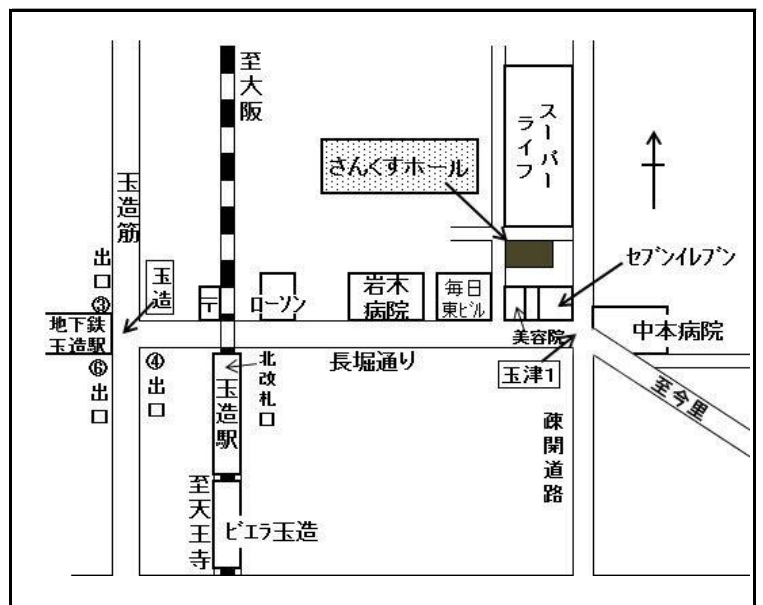 至大阪
スーパーライフ
さんくすホール
玉造筋
出口③
玉造
セブンイレブン
〒
ローソン
岩木
病院
毎日
東ビル
地下鉄
玉造駅
美容院
中本病院
⑥出口
④出口
北改札口
長堀通り
玉津1
至今里
玉造駅
疎開道路
至天王寺
ビエラ玉造